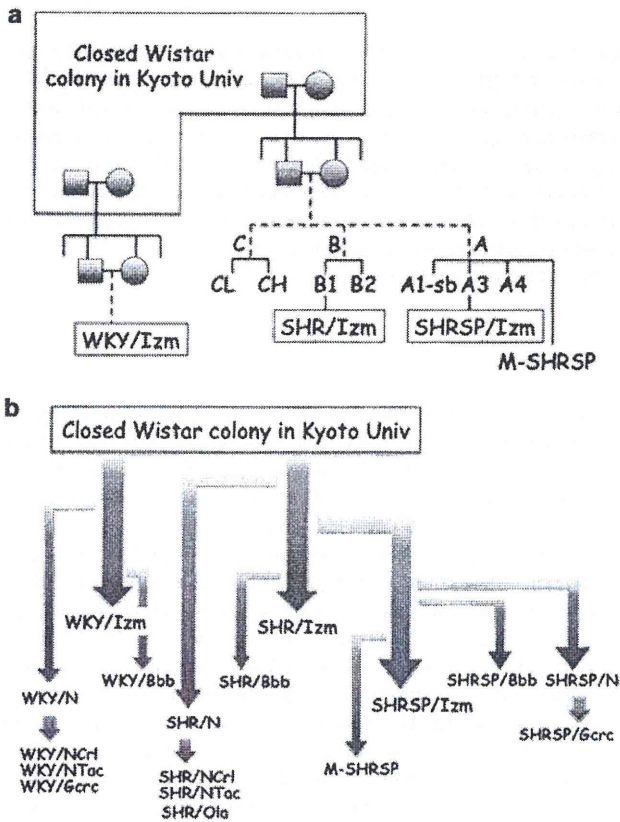 a
Closed Wistar
colony in Kyoto Univ
C B A
CL CH B1 B2 A1-sb A3 A4
WKY/Izm SHR/Izm SHRSP/Izm
M-SHRSP
b
Closed Wistar colony in Kyoto Univ
WKY/Izm SHR/Izm
WKY/N WKY/Bbb SHR/Bbb SHRSP/Bbb SHRSP/N
SHR/N SHRSP/Izm
SHRSP/Gcrc
WKY/NCrl
WKY/NTac
WKY/Gcrc
M-SHRSP
SHR/NCrl
SHR/NTac
SHR/Ola